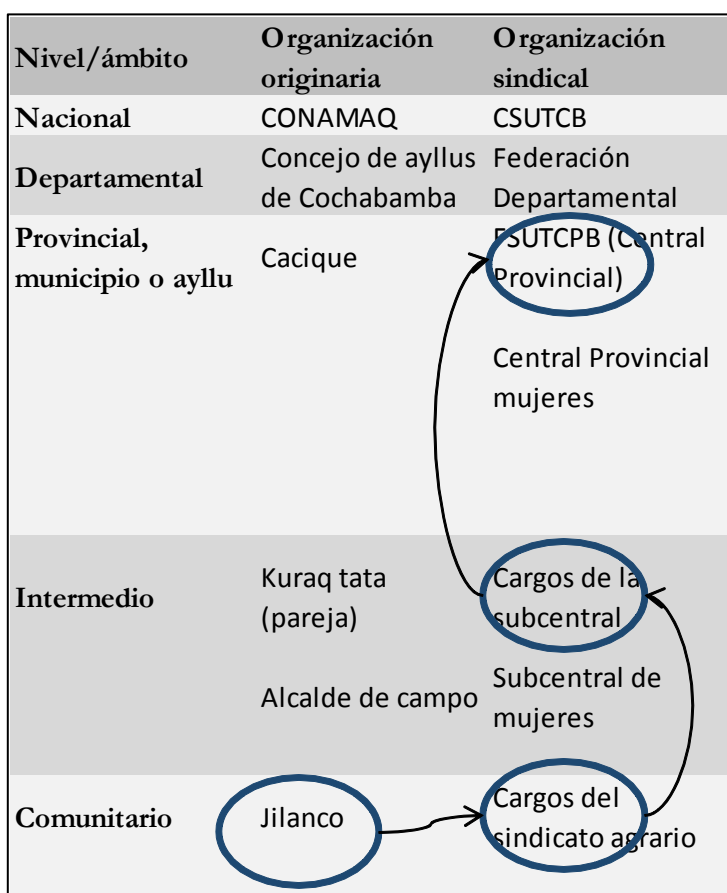 Nivel/ámbito
Organización
originaria
Organización
sindical
Nacional
CONAMAQ
CSUTCB
Departamental
Concejo de ayllus
de Cochabamba
Federación
Departamental
Provincial,
municipio o ayllu
Cacique
FSUTCPB (Central
Provincial)
Central Provincial
mujeres
Intermedio
Kuraq tata
(pareja)
Cargos de la
subcentral
Alcalde de campo
Subcentral de
mujeres
Comunitario
Jilanco
Cargos del
sindicato agrario